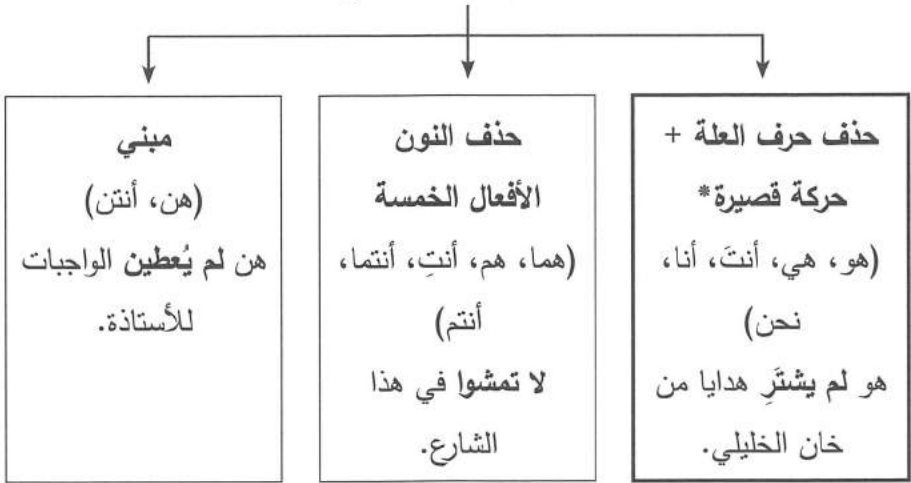 حذف حرف العلة +
حركة قصيرة*
(هو، هي، أنتَ، أنا،
نحن)
هو لم يشتَرِ هدايا من
خان الخليلي.
حذف النون
الأفعال الخمسة
(هما، هم، أنتِ، أنتما،
أنتم)
لا تمشوا في هذا
الشارع.
مبني
(هن، أنتن)
هن لم يُعطين الواجبات
للأستاذة.